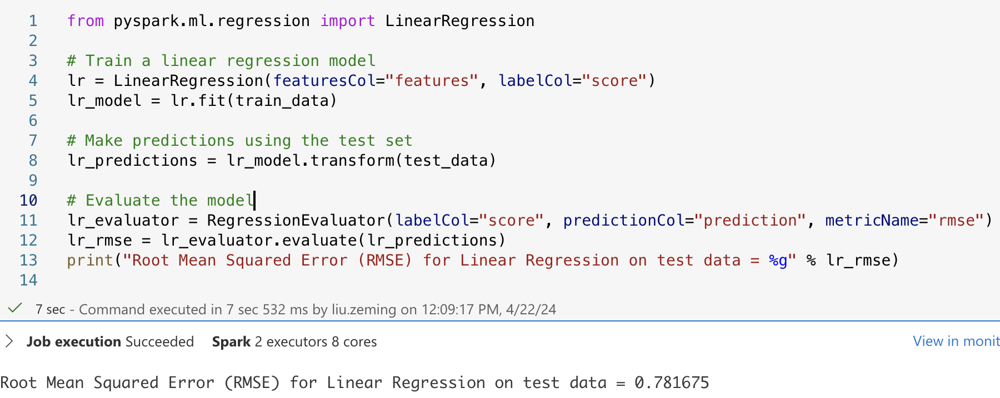 1 from pyspark.ml.regression import LinearRegression
2
3 # Train a linear regression model
4 lr = LinearRegression(featuresCol="features", labelCol="score")
5 lr_model = lr.fit(train_data)
6
7 # Make predictions using the test set
8 lr_predictions = lr_model.transform(test_data)
9
10 # Evaluate the model
11 lr_evaluator = RegressionEvaluator(labelCol="score", predictionCol="prediction", metricName="rmse")
12 lr_rmse = lr_evaluator.evaluate(lr_predictions)
13 print("Root Mean Squared Error (RMSE) for Linear Regression on test data = %g" % lr_rmse)
14
7 sec - Command executed in 7 sec 532 ms by liu.zeming on 12:09:17 PM, 4/22/24
Job execution Succeeded Spark 2 executors 8 cores View in monit
Root Mean Squared Error (RMSE) for Linear Regression on test data = 0.781675